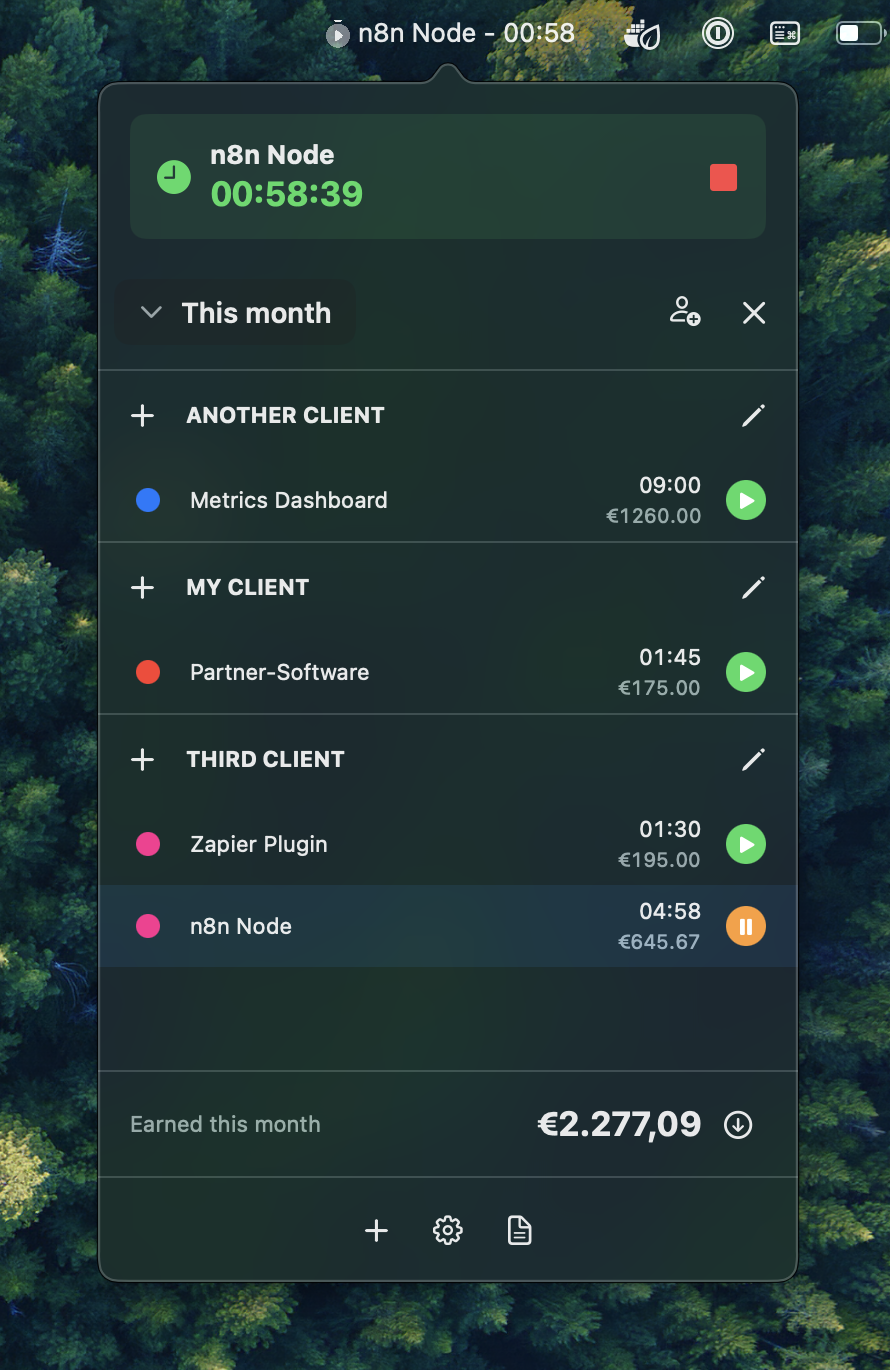 n8n Node - 00:58
n8n Node
00:58:39
This month
ANOTHER CLIENT
Metrics Dashboard
09:00
€1260.00
MY CLIENT
Partner-Software
01:45
€175.00
THIRD CLIENT
Zapier Plugin
01:30
€195.00
n8n Node
04:58
€645.67
Earned this month
€2.277,09